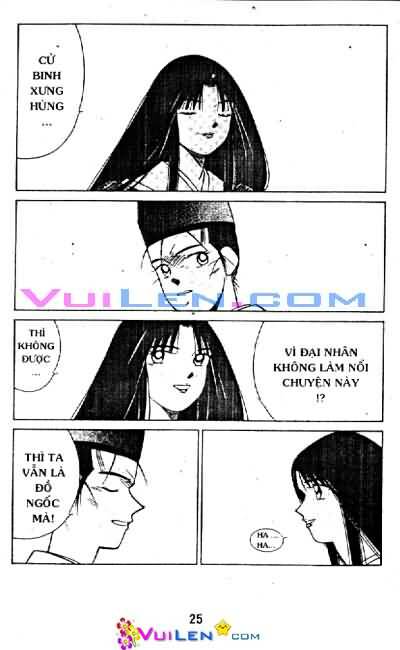 CỬ
BINH
XƯNG
HÙNG
...
VuiLen.com
THÌ
KHÔNG
ĐƯỢC
...
VÌ ĐẠI NHÂN
KHÔNG LÀM NỔI
CHUYỆN NÀY
!?
THÌ TA
VẪN LÀ
ĐỒ
NGỐC
MÀ!
HA...
HA...
25
VuiLen.com